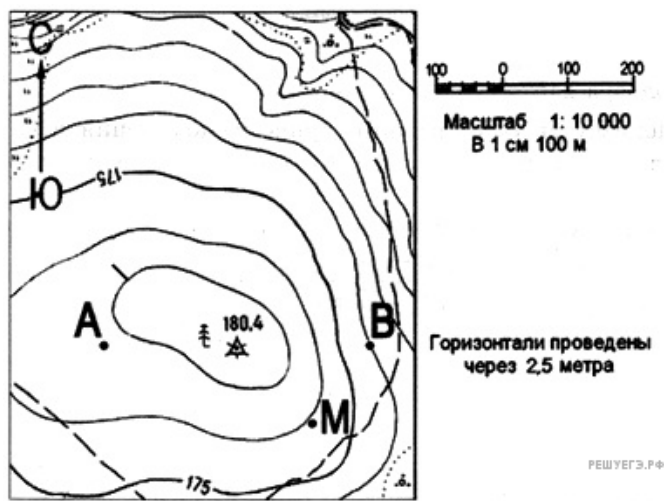 С
Ю
175
А
180.4
В
М
175
100 0 100 200
Масштаб 1: 10 000
В 1 см 100 м
Горизонтали проведены
через 2,5 метра
РЕШУЕГЭ.РФ